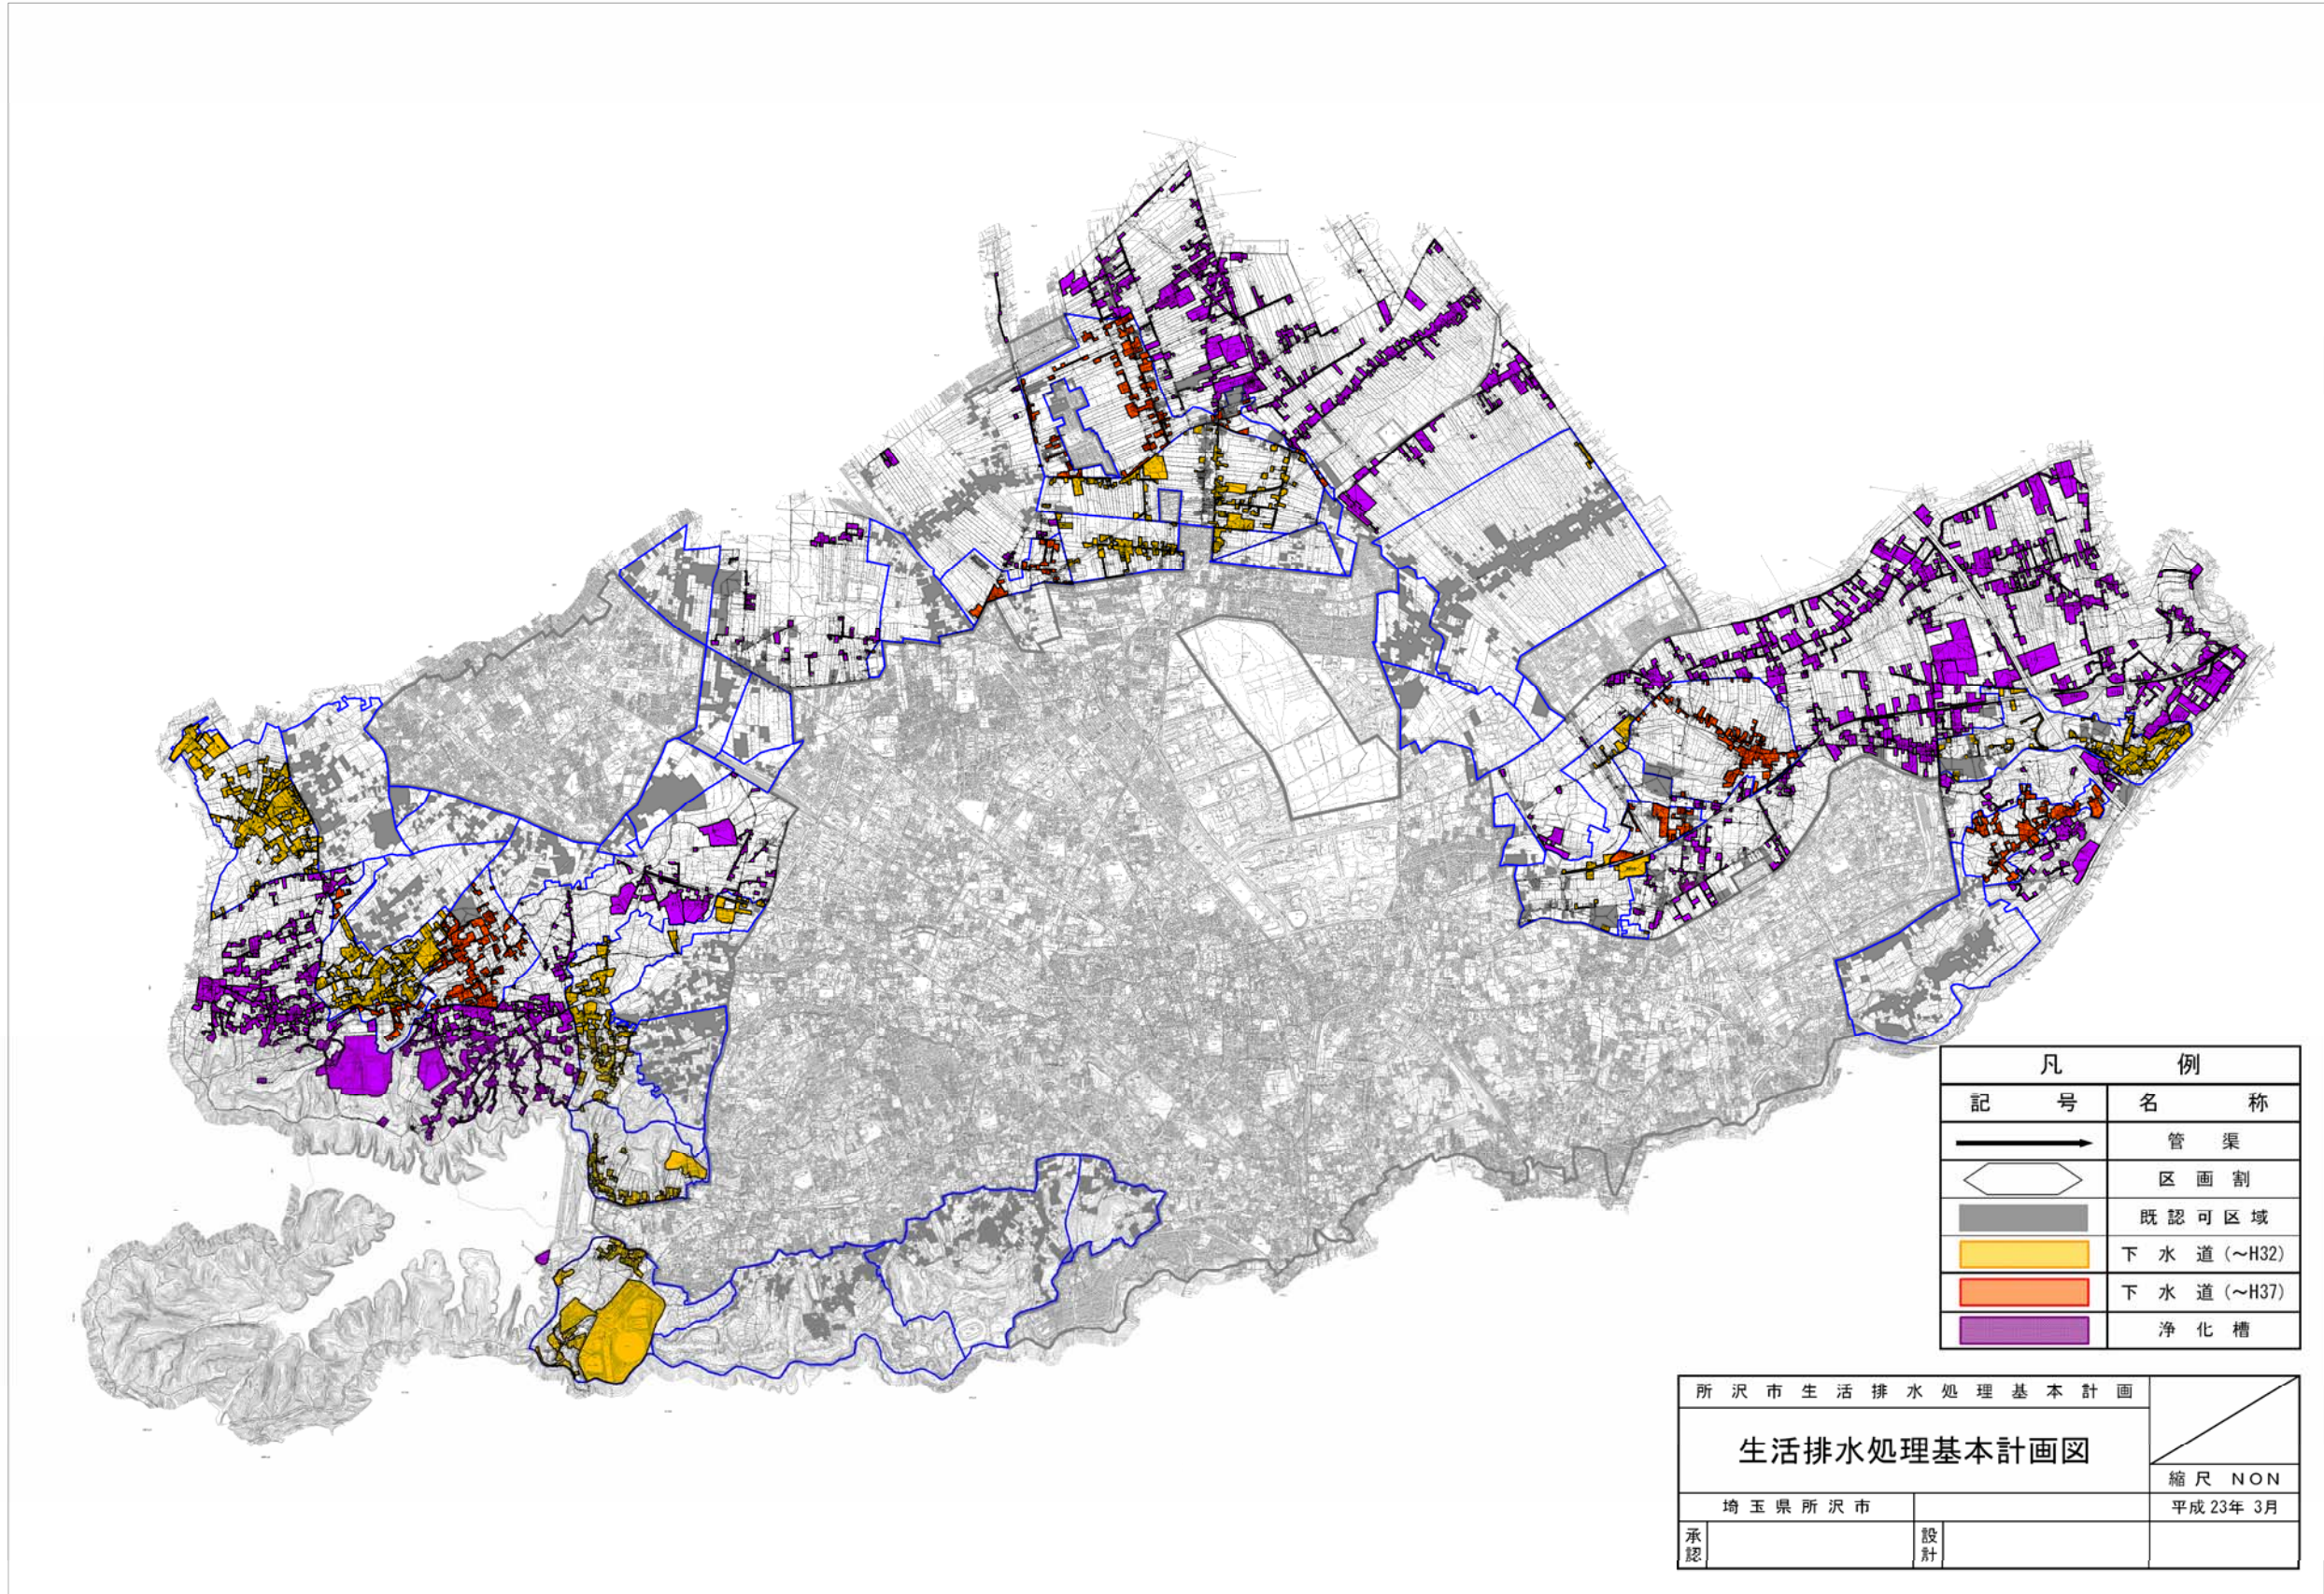 凡 例
記 号 名 称
管 渠
区 画 割
既 認 可 区 域
下 水 道 (~H32)
下 水 道 (~H37)
浄 化 槽
所 沢 市 生 活 排 水 処 理 基 本 計 画
生活排水処理基本計画図
縮 尺 NON
埼 玉 県 所 沢 市
平成 23年 3月
承認
設計